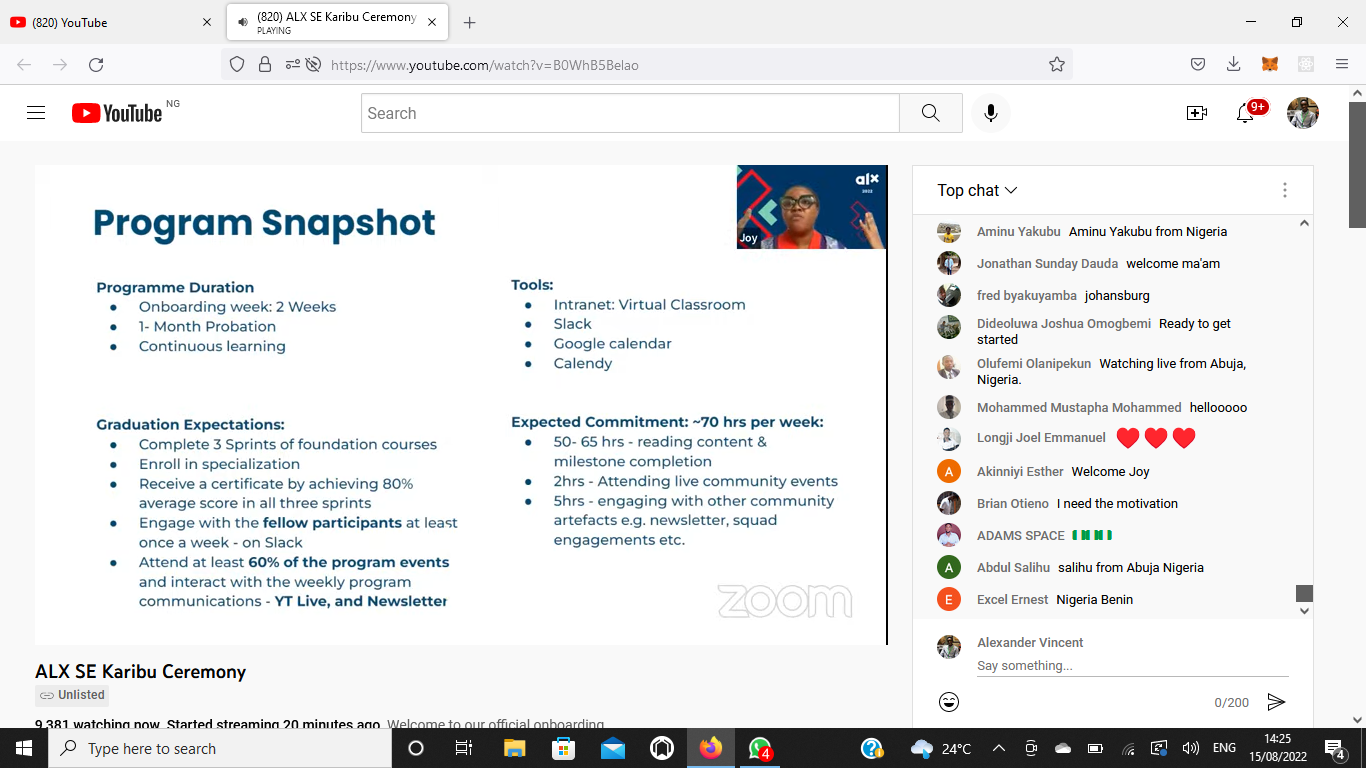 (820) YouTube
(820) ALX SE Karibu Ceremony
PLAYING
https://www.youtube.com/watch?v=B0WhB5Belao
YouTube NG
Search
9+
Program Snapshot
alx
2022
Joy
Programme Duration
Onboarding week: 2 Weeks
1- Month Probation
Continuous learning
Tools:
Intranet: Virtual Classroom
Slack
Google calendar
Calendy
Graduation Expectations:
Complete 3 Sprints of foundation courses
Enroll in specialization
Receive a certificate by achieving 80%
average score in all three sprints
Engage with the fellow participants at least
once a week - on Slack
Attend at least 60% of the program events
and interact with the weekly program
communications - YT Live, and Newsletter
Expected Commitment: ~70 hrs per week:
50- 65 hrs - reading content &
milestone completion
2hrs - Attending live community events
5hrs - engaging with other community
artefacts e.g. newsletter, squad
engagements etc.
zoom
ALX SE Karibu Ceremony
Unlisted
9,381 watching now Started streaming 20 minutes ago Welcome to our official onboarding
Top chat
Aminu Yakubu Aminu Yakubu from Nigeria
Jonathan Sunday Dauda welcome ma'am
fred byakuyamba johansburg
Dideoluwa Joshua Omogbemi Ready to get
started
Olufemi Olanipekun Watching live from Abuja,
Nigeria.
Mohammed Mustapha Mohammed hellooooo
Longji Joel Emmanuel
A Akinniyi Esther Welcome Joy
Brian Otieno I need the motivation
ADAMS SPACE
A Abdul Salihu salihu from Abuja Nigeria
E Excel Ernest Nigeria Benin
Alexander Vincent
Say something...
0/200
Type here to search
4
24°C
ENG
14:25
15/08/2022
4